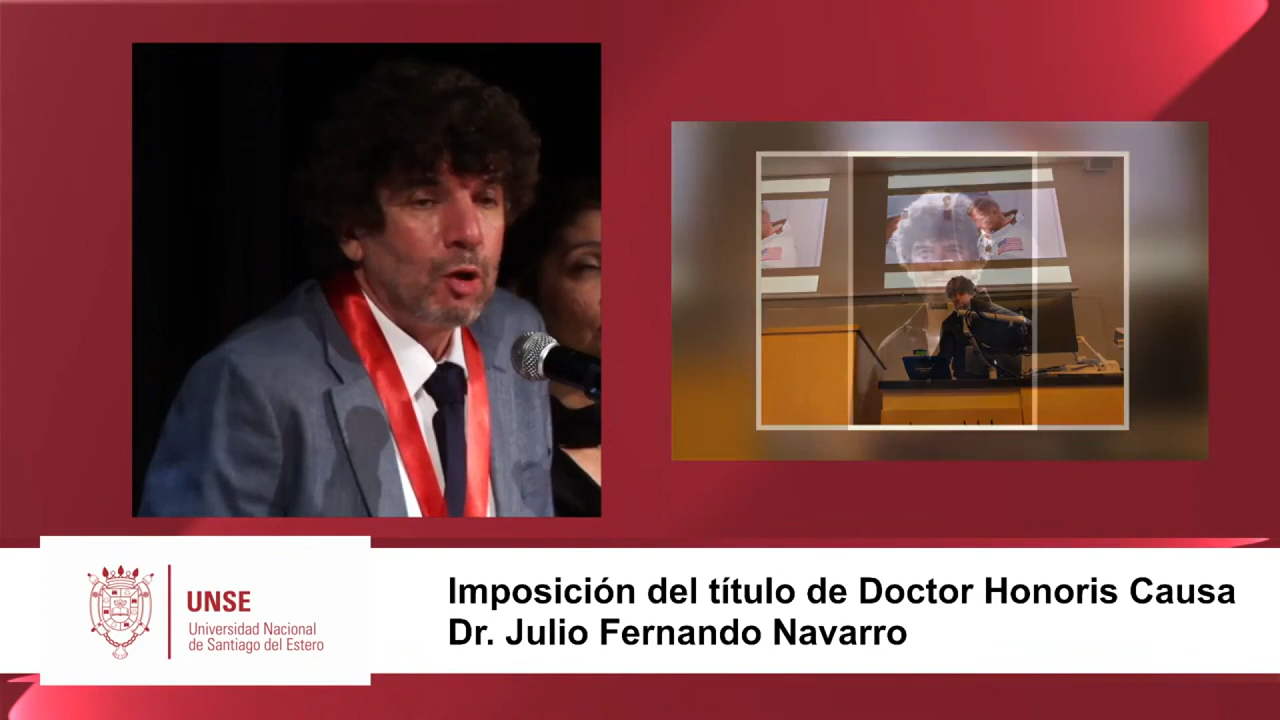 UNSE
Universidad Nacional
de Santiago del Estero
Imposición del título de Doctor Honoris Causa
Dr. Julio Fernando Navarro